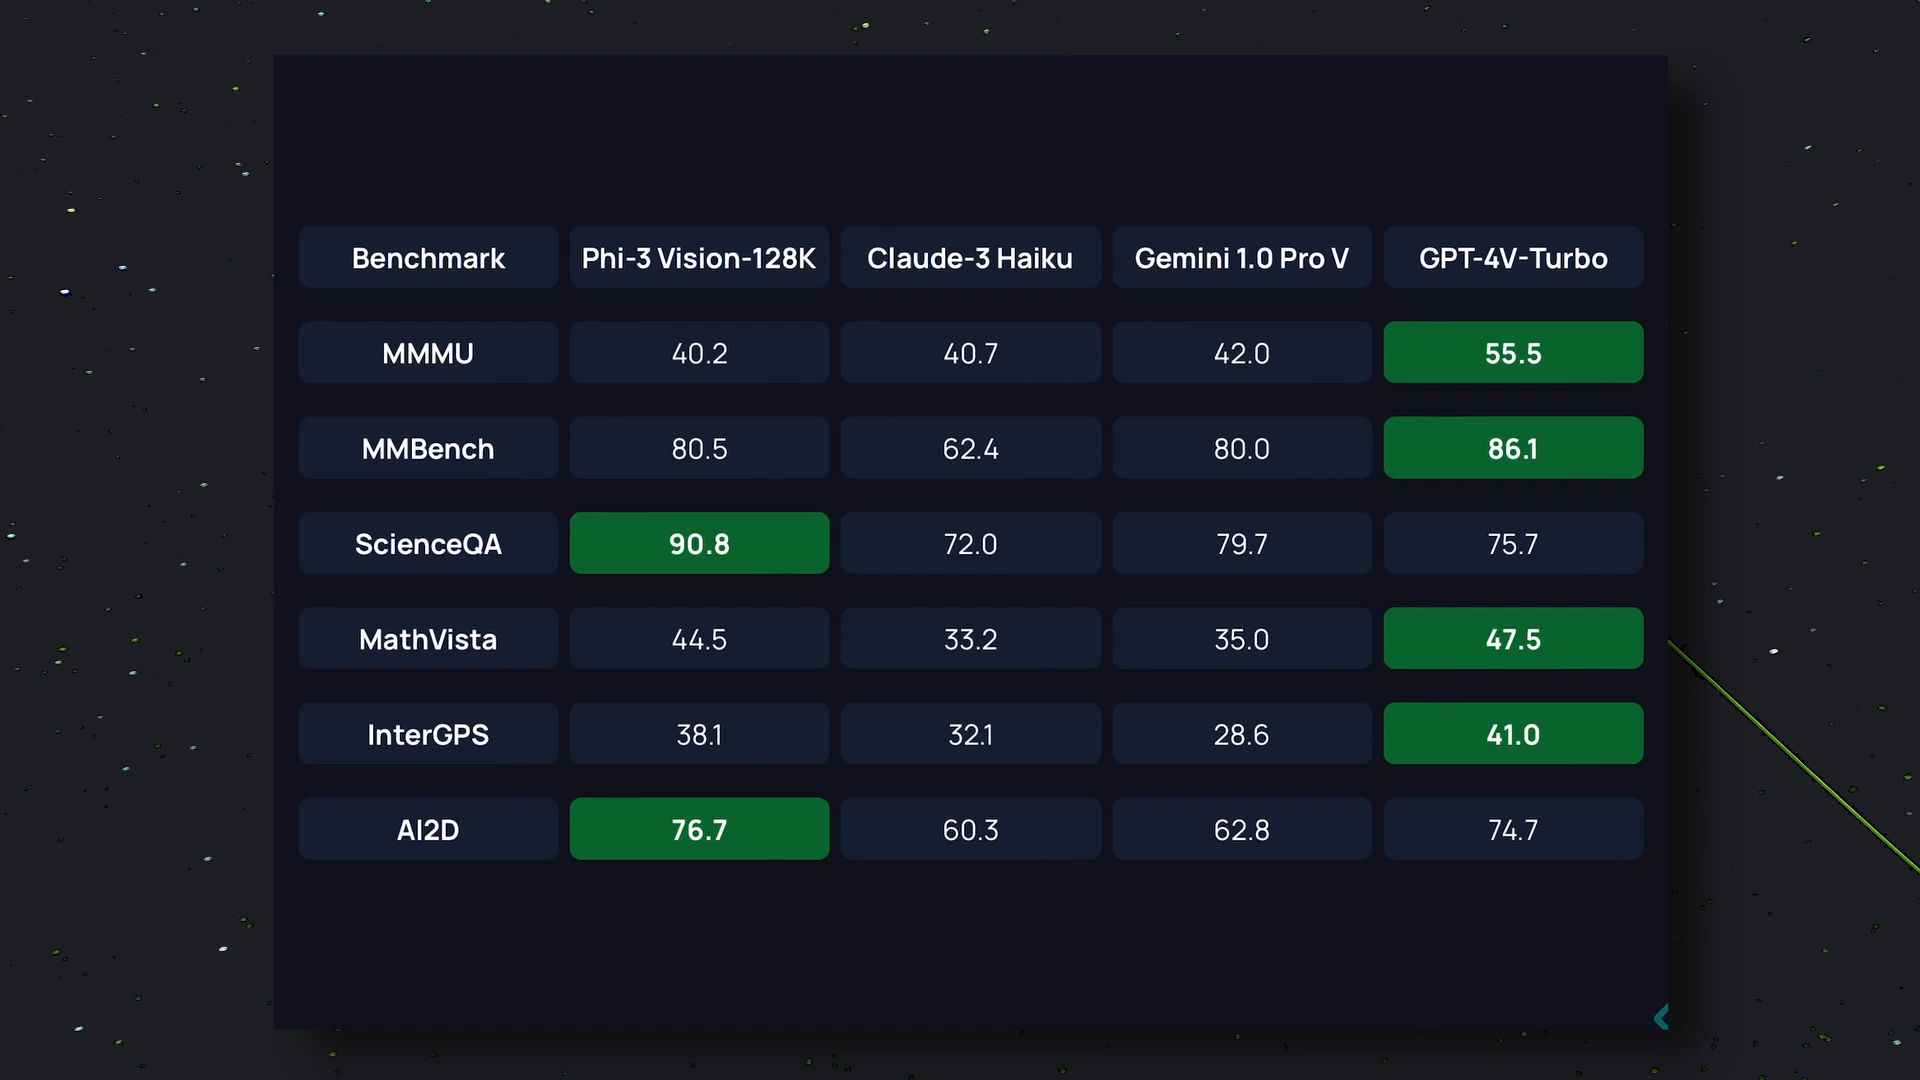 Benchmark Phi-3 Vision-128K Claude-3 Haiku Gemini 1.0 Pro V GPT-4V-Turbo
MMMU 40.2 40.7 42.0 55.5
MMBench 80.5 62.4 80.0 86.1
ScienceQA 90.8 72.0 79.7 75.7
MathVista 44.5 33.2 35.0 47.5
InterGPS 38.1 32.1 28.6 41.0
AI2D 76.7 60.3 62.8 74.7